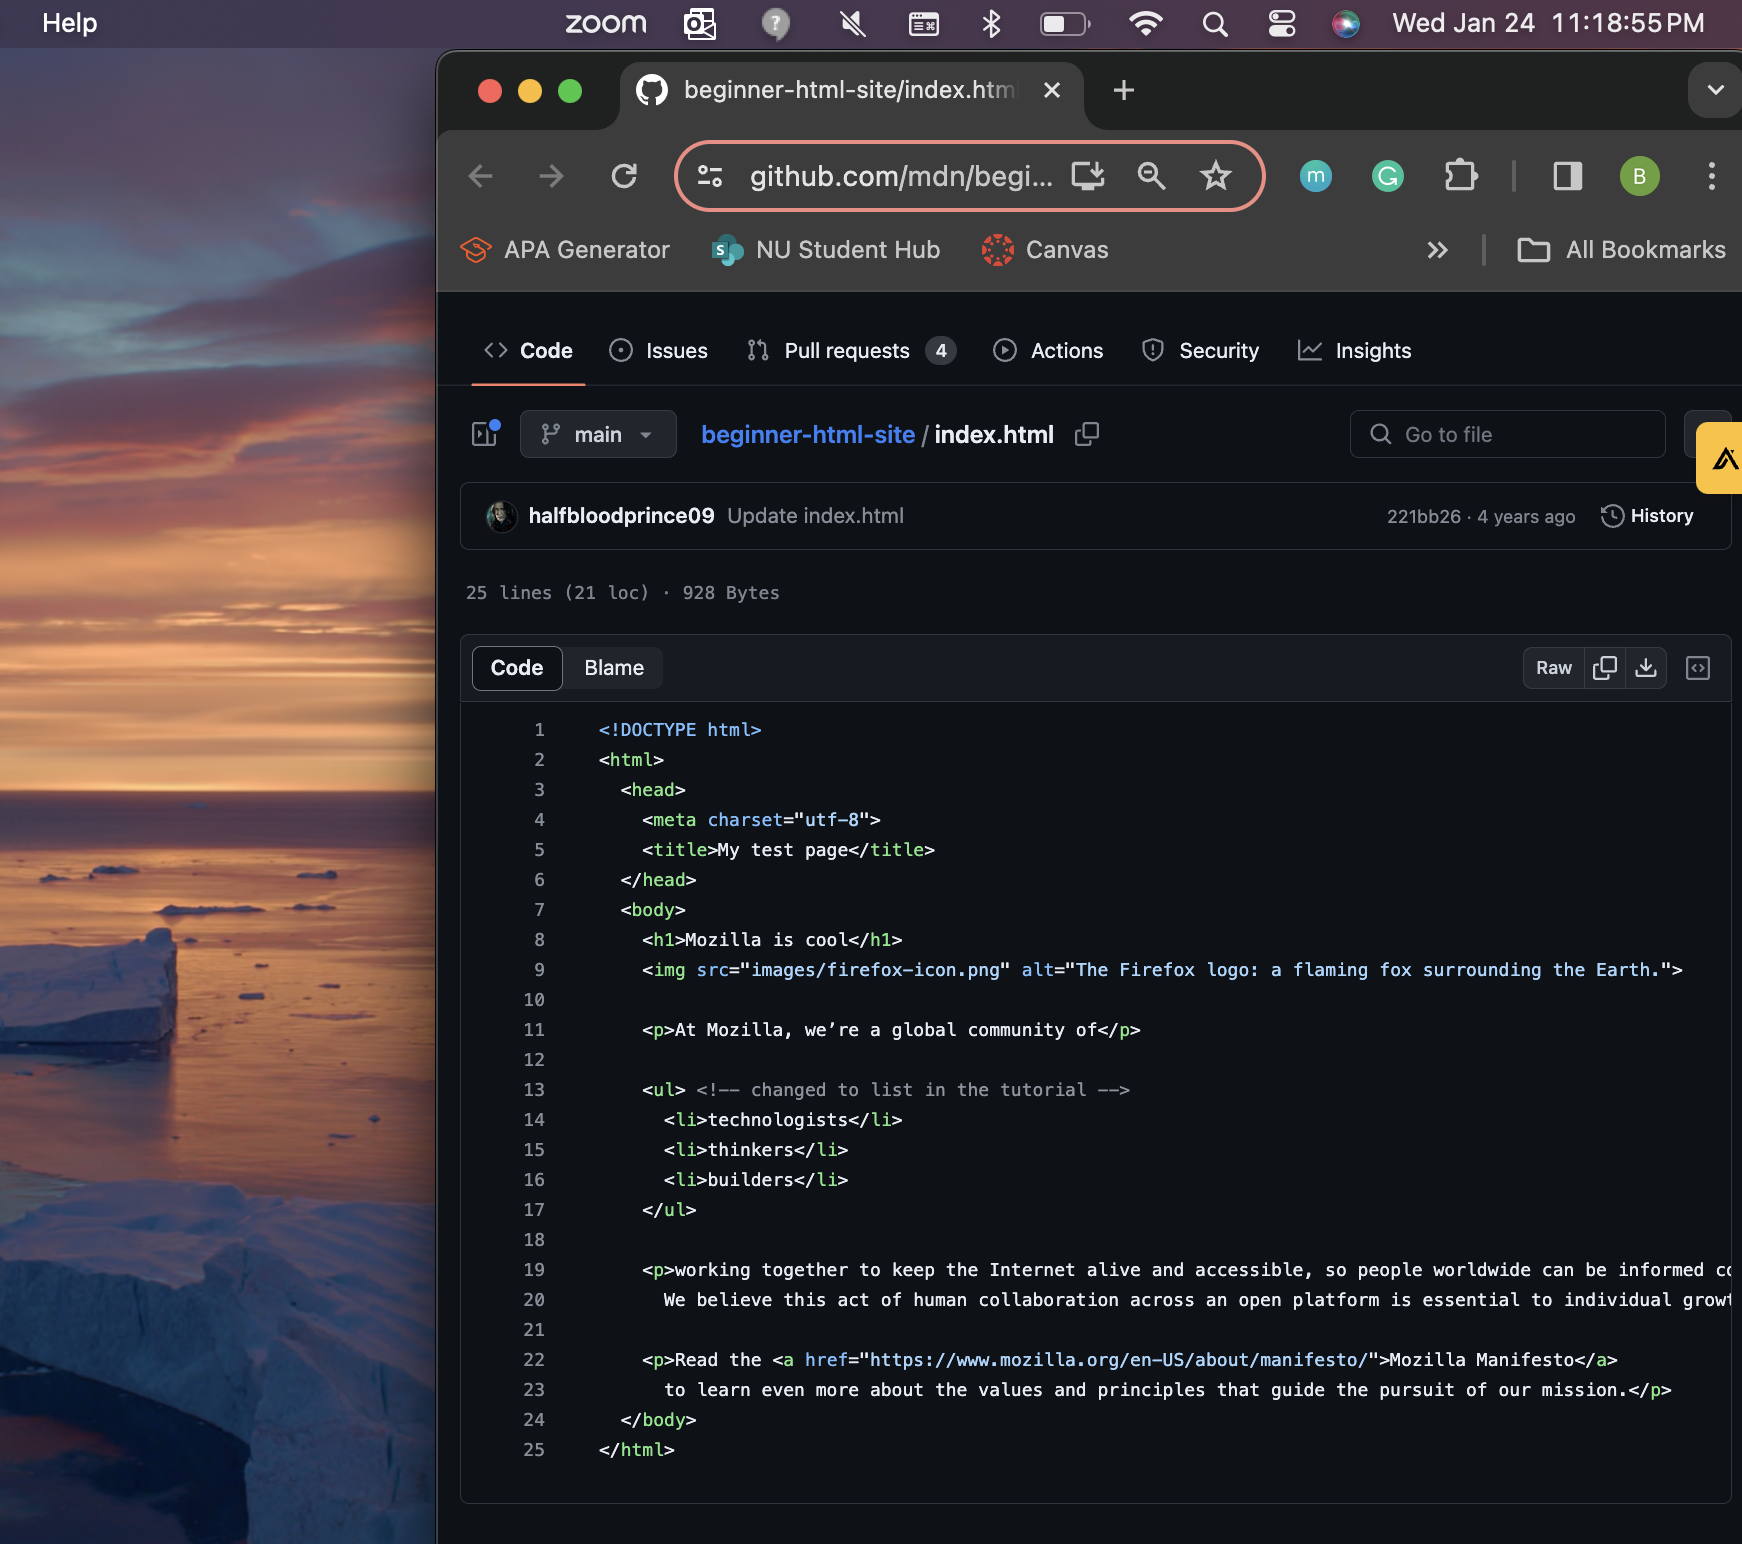 Help zoom Wed Jan 24 11:18:55 PM
beginner-html-site/index.htm
github.com/mdn/begi... m G B
APA Generator S NU Student Hub Canvas » All Bookmarks
Code Issues Pull requests 4 Actions Security Insights
main beginner-html-site / index.html Go to file
halfbloodprince09 Update index.html 221bb26 · 4 years ago History
25 lines (21 loc) · 928 Bytes
Code Blame Raw
1 <!DOCTYPE html>
2 <html>
3   <head>
4     <meta charset="utf-8">
5     <title>My test page</title>
6   </head>
7   <body>
8     <h1>Mozilla is cool</h1>
9     <img src="images/firefox-icon.png" alt="The Firefox logo: a flaming fox surrounding the Earth.">
10
11     <p>At Mozilla, we’re a global community of</p>
12
13     <ul> <!-- changed to list in the tutorial -->
14       <li>technologists</li>
15       <li>thinkers</li>
16       <li>builders</li>
17     </ul>
18
19     <p>working together to keep the Internet alive and accessible, so people worldwide can be informed
20       We believe this act of human collaboration across an open platform is essential to individual
21
22     <p>Read the <a href="https://www.mozilla.org/en-US/about/manifesto/">Mozilla Manifesto</a>
23       to learn even more about the values and principles that guide the pursuit of our mission.</p>
24   </body>
25 </html>